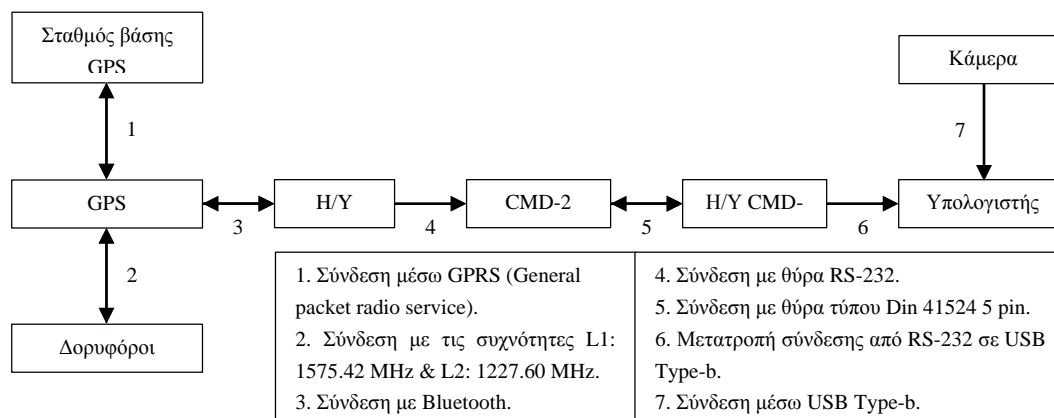 Σταθμός βάσης
GPS
Κάμερα
1
7
GPS
Η/Υ
CMD-2
Η/Υ CMD-
Υπολογιστής
3
4
5
6
2
Δορυφόροι
1. Σύνδεση μέσω GPRS (General
packet radio service).
2. Σύνδεση με τις συχνότητες L1:
1575.42 MHz & L2: 1227.60 MHz.
3. Σύνδεση με Bluetooth.
4. Σύνδεση με θύρα RS-232.
5. Σύνδεση με θύρα τύπου Din 41524 5 pin.
6. Μετατροπή σύνδεσης από RS-232 σε USB
Type-b.
7. Σύνδεση μέσω USB Type-b.